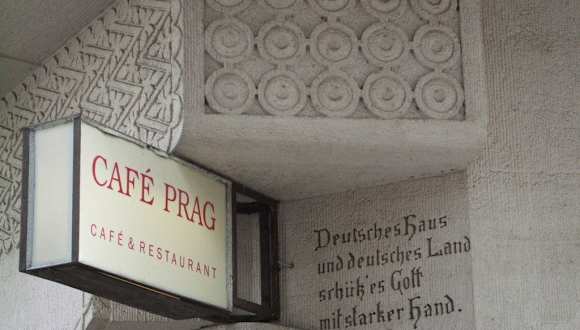 CAFÉ PRAG
CAFÉ & RESTAURANT
Deutsches Haus
und deutsches Land
schütz' es Gott
mit starker Hand.